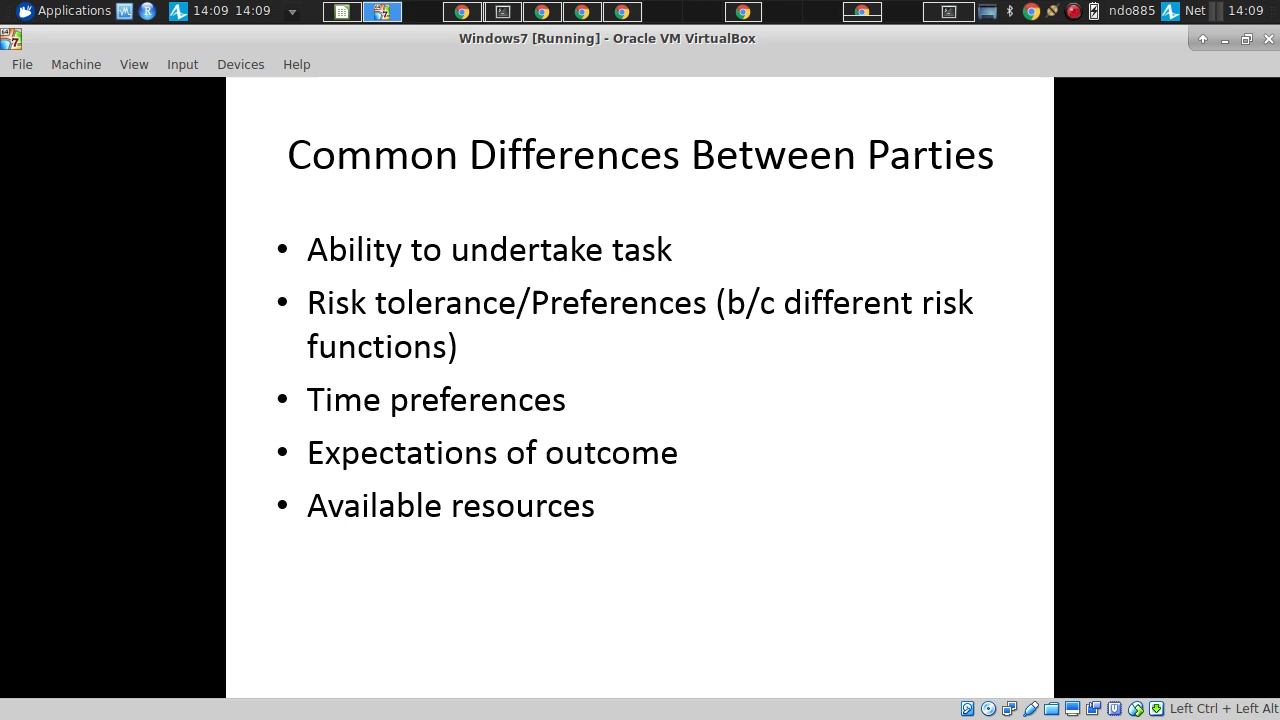 Applications 14:09 14:09 ndo885 Net 14:09
Windows7 [Running] - Oracle VM VirtualBox
File Machine View Input Devices Help
Common Differences Between Parties
• Ability to undertake task
• Risk tolerance/Preferences (b/c different risk
functions)
• Time preferences
• Expectations of outcome
• Available resources
Left Ctrl + Left Alt